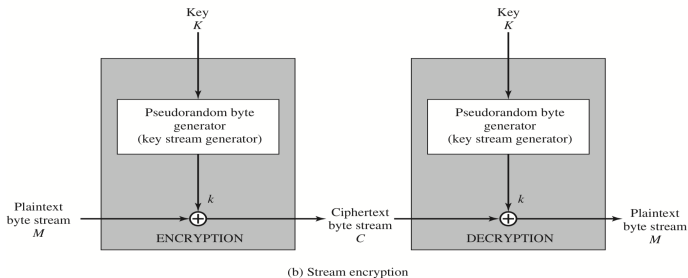 Key
K
Key
K
Pseudorandom byte
generator
(key stream generator)
Pseudorandom byte
generator
(key stream generator)
k
k
Plaintext
byte stream
M
ENCRYPTION
Ciphertext
byte stream
C
DECRYPTION
Plaintext
byte stream
M
(b) Stream encryption